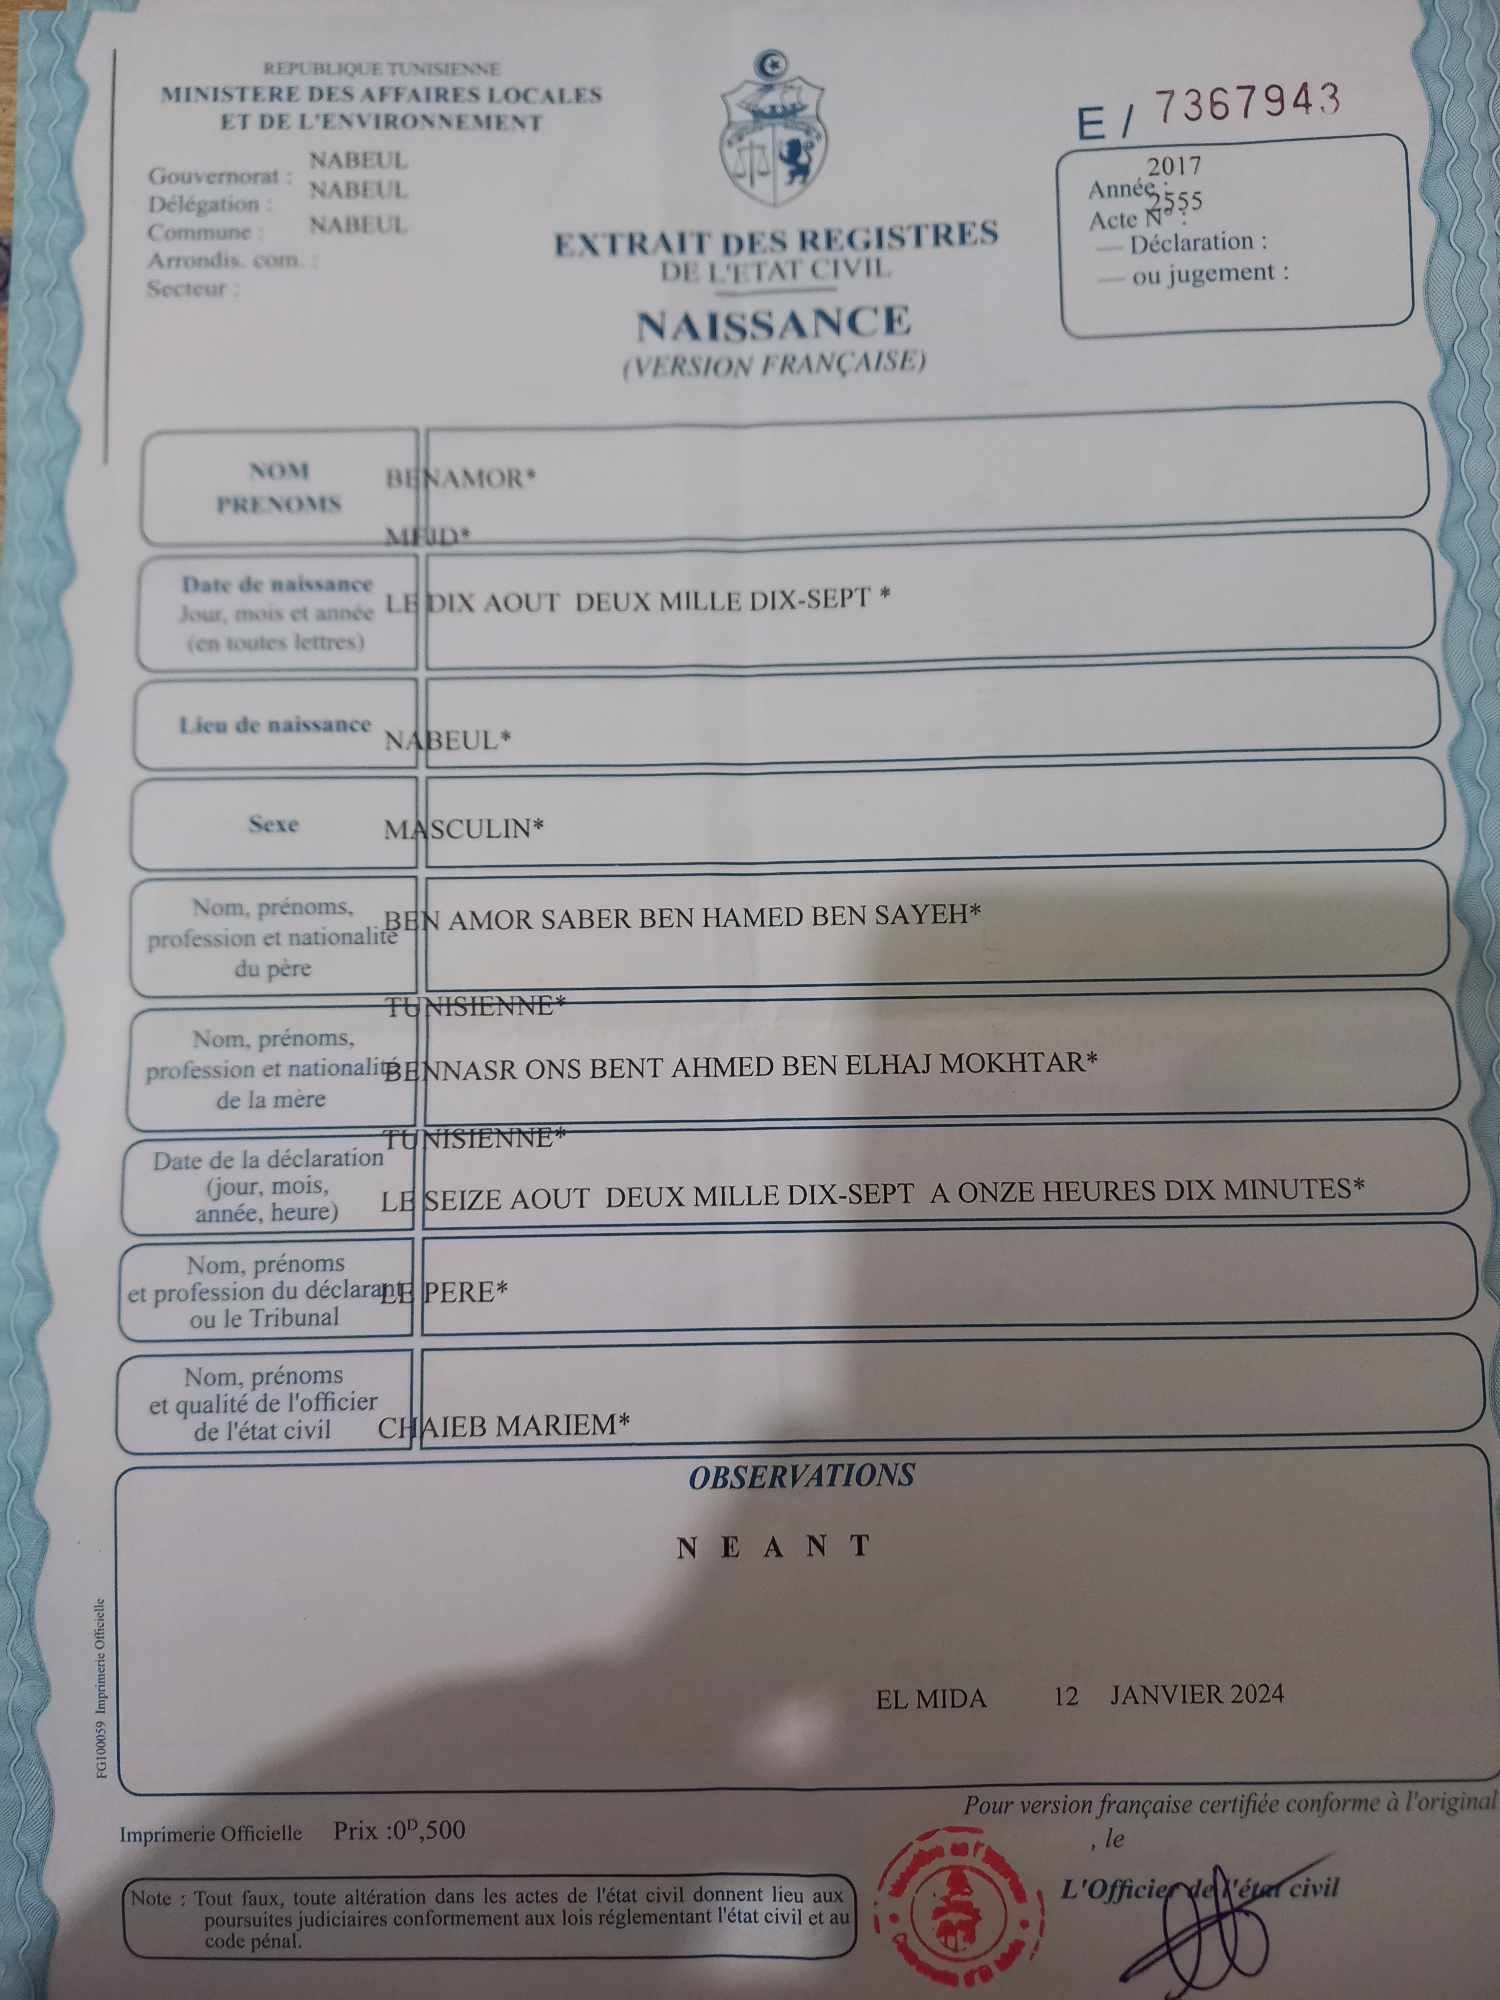 REPUBLIQUE TUNISIENNE
MINISTERE DES AFFAIRES LOCALES
ET DE L'ENVIRONNEMENT
Gouvernorat : NABEUL
Délégation : NABEUL
Commune : NABEUL
Arrondis. com. :
Secteur :
E / 7367943
Année : 2017
Acte N° : 2555
— Déclaration :
— ou jugement :
EXTRAIT DES REGISTRES
DE L'ETAT CIVIL
NAISSANCE
(VERSION FRANÇAISE)
NOM
PRENOMS
BENAMOR*
MEJD*
Date de naissance
Jour, mois et année
(en toutes lettres)
LE DIX AOUT DEUX MILLE DIX-SEPT *
Lieu de naissance
NABEUL*
Sexe
MASCULIN*
Nom, prénoms,
profession et nationalité
du père
BEN AMOR SABER BEN HAMED BEN SAYEH*
TUNISIENNE*
Nom, prénoms,
profession et nationalité
de la mère
BENNASR ONS BENT AHMED BEN ELHAJ MOKHTAR*
TUNISIENNE*
Date de la déclaration
(jour, mois,
année, heure)
LE SEIZE AOUT DEUX MILLE DIX-SEPT A ONZE HEURES DIX MINUTES*
Nom, prénoms
et profession du déclarant
ou le Tribunal
LE PERE*
Nom, prénoms
et qualité de l'officier
de l'état civil
CHAIEB MARIEM*
OBSERVATIONS
N E A N T
EL MIDA 12 JANVIER 2024
FG100059 Imprimerie Officielle
Pour version française certifiée conforme à l'original
, le
L'Officier de l'état civil
Imprimerie Officielle Prix :0ᴰ,500
Note : Tout faux, toute altération dans les actes de l'état civil donnent lieu aux
poursuites judiciaires conformement aux lois réglementant l'état civil et au
code pénal.